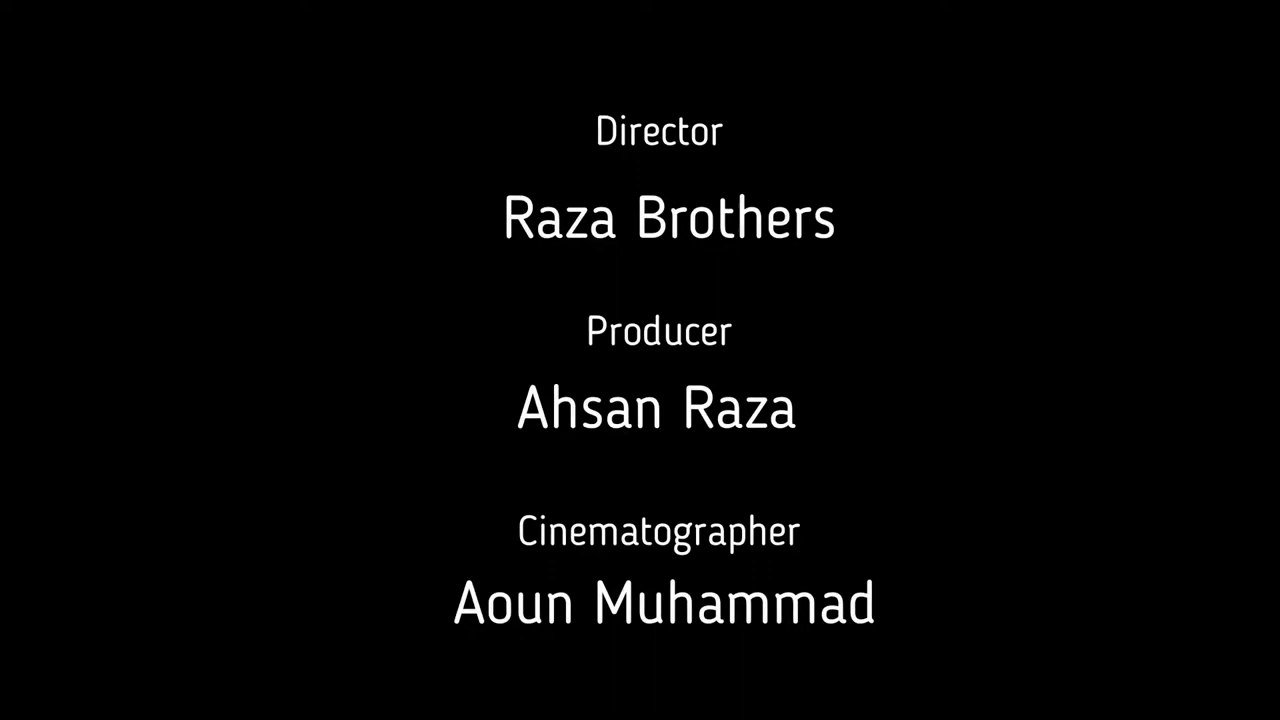 Director
Raza Brothers
Producer
Ahsan Raza
Cinematographer
Aoun Muhammad